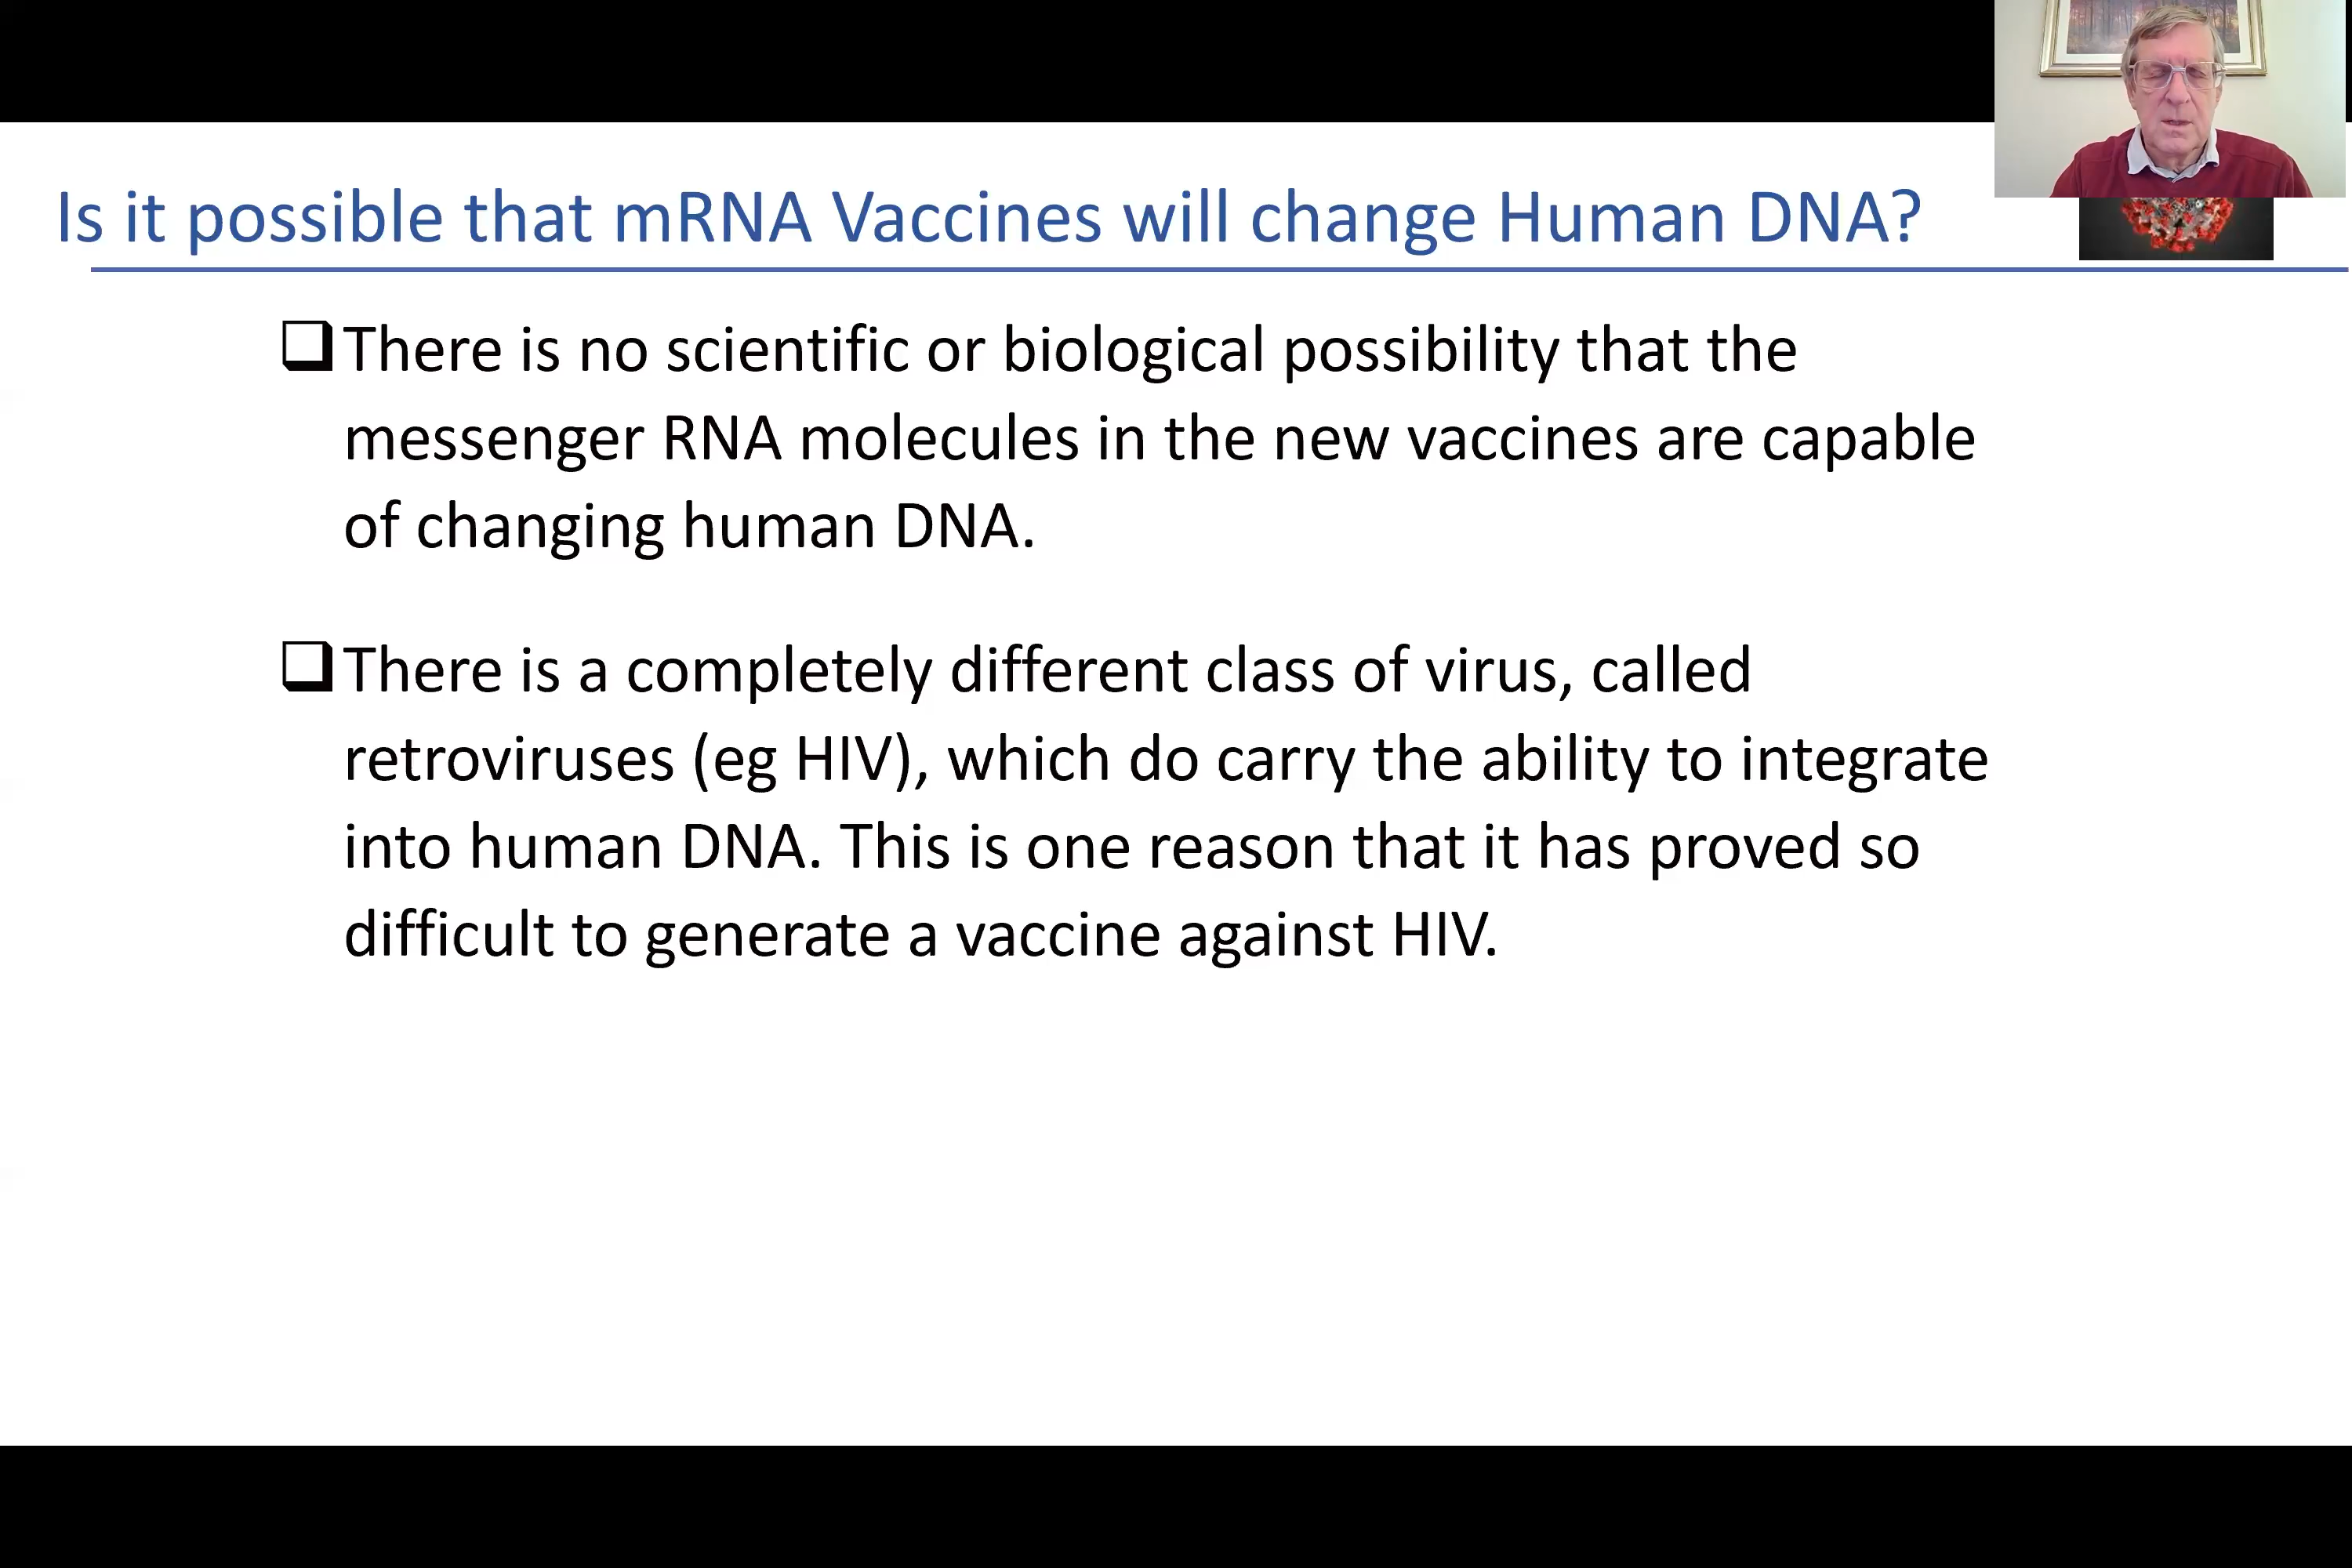 Is it possible that mRNA Vaccines will change Human DNA?
There is no scientific or biological possibility that the
messenger RNA molecules in the new vaccines are capable
of changing human DNA.
There is a completely different class of virus, called
retroviruses (eg HIV), which do carry the ability to integrate
into human DNA. This is one reason that it has proved so
difficult to generate a vaccine against HIV.